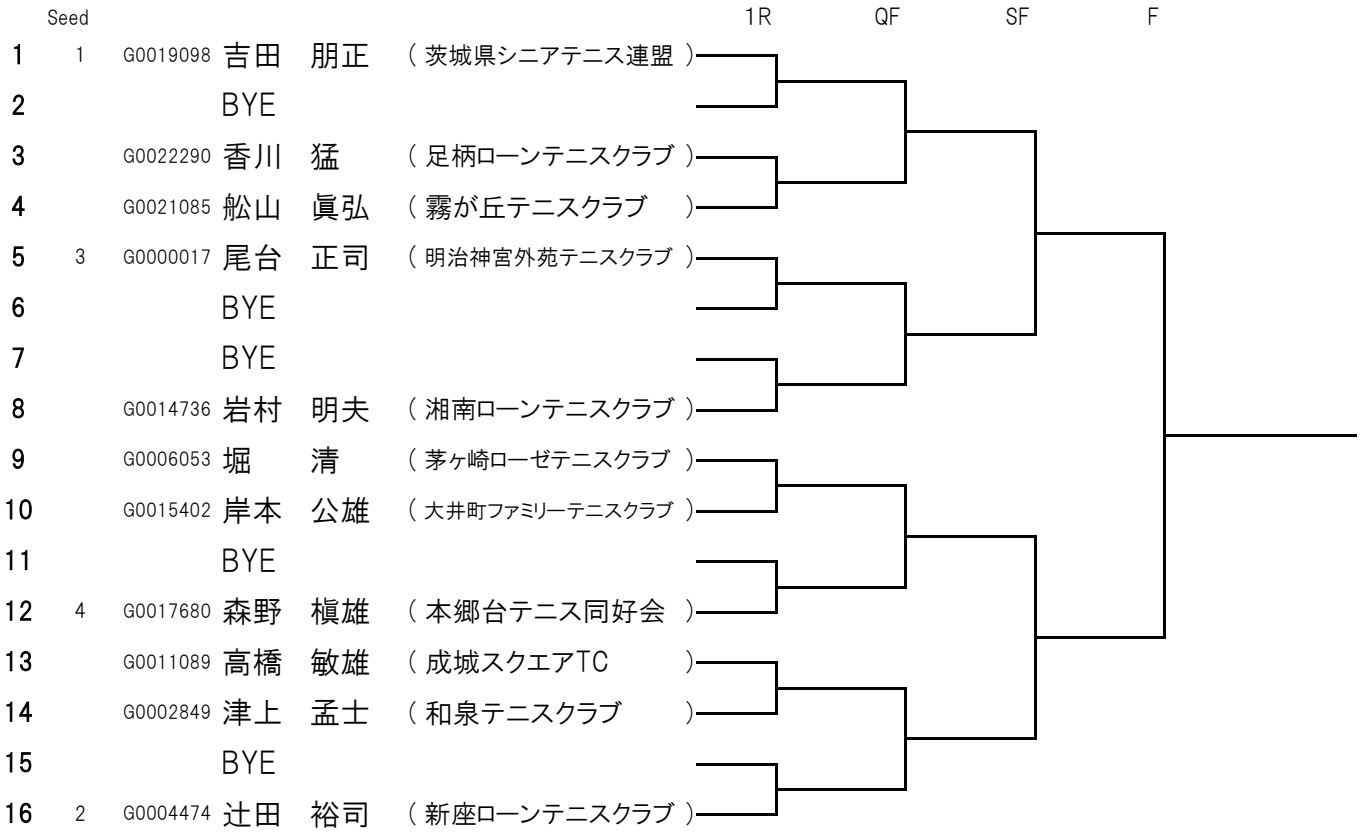 Seed 1R QF SF F
1 1 G0019098 吉田 朋正 ( 茨城県シニアテニス連盟 )
2 BYE
3 G0022290 香川 猛 ( 足柄ローンテニスクラブ )
4 G0021085 舩山 眞弘 ( 霧が丘テニスクラブ )
5 3 G0000017 尾台 正司 ( 明治神宮外苑テニスクラブ )
6 BYE
7 BYE
8 G0014736 岩村 明夫 ( 湘南ローンテニスクラブ )
9 G0006053 堀 清 ( 茅ヶ崎ローゼテニスクラブ )
10 G0015402 岸本 公雄 ( 大井町ファミリーテニスクラブ )
11 BYE
12 4 G0017680 森野 槇雄 ( 本郷台テニス同好会 )
13 G0011089 高橋 敏雄 ( 成城スクエアTC )
14 G0002849 津上 孟士 ( 和泉テニスクラブ )
15 BYE
16 2 G0004474 辻田 裕司 ( 新座ローンテニスクラブ )